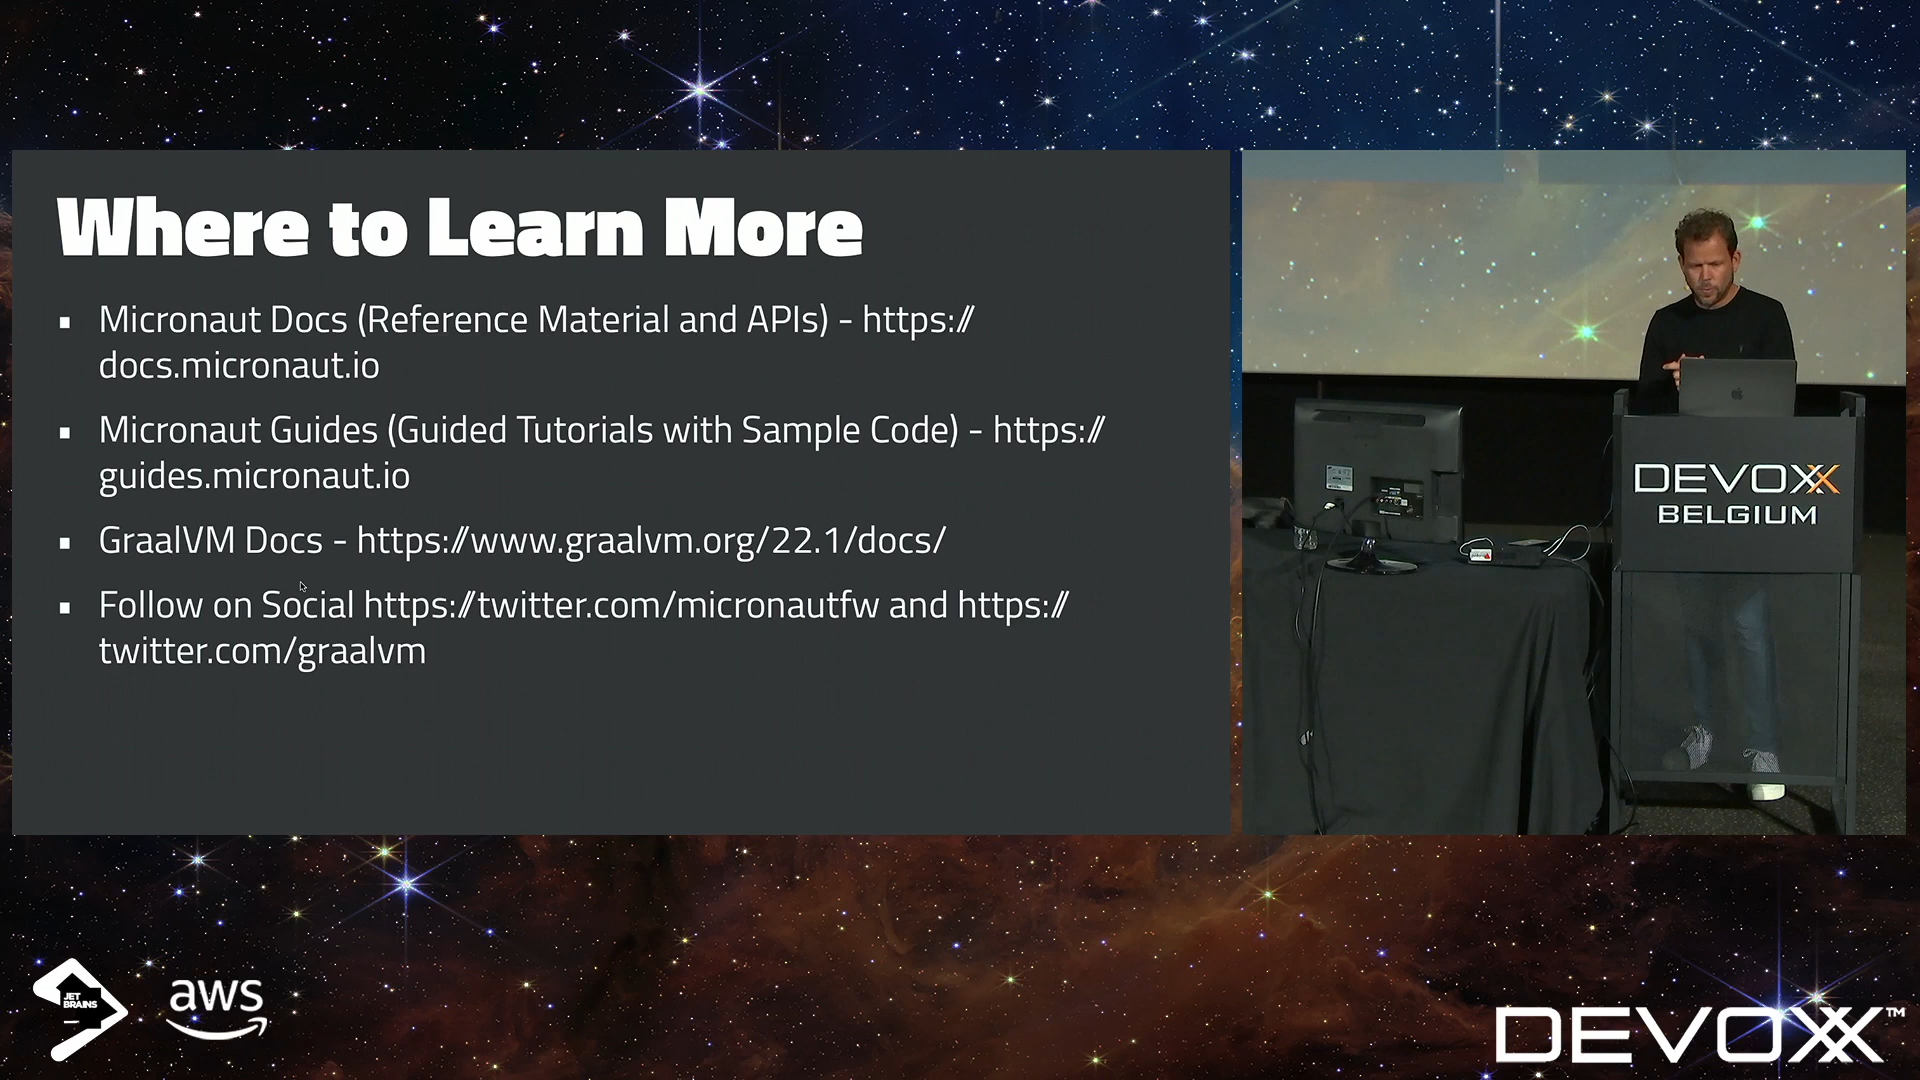 Where to Learn More
▪ Micronaut Docs (Reference Material and APIs) - https://
docs.micronaut.io
▪ Micronaut Guides (Guided Tutorials with Sample Code) - https://
guides.micronaut.io
▪ GraalVM Docs - https://www.graalvm.org/22.1/docs/
▪ Follow on Social https://twitter.com/micronautfw and https://
twitter.com/graalvm
DEVOXX
BELGIUM
JET
BRAINS
aws
DEVOXX™